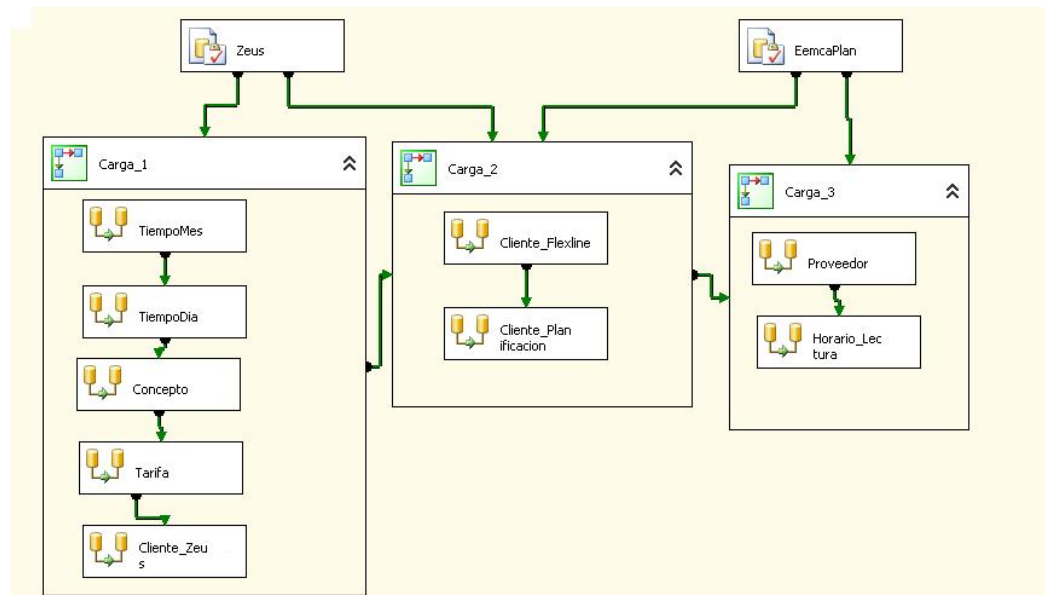 Zeus
EemcaPlan
Carga_1
TiempoMes
TiempoDia
Concepto
Tarifa
Cliente_Zeu
s
Carga_2
Cliente_Flexline
Cliente_Plan
ificacion
Carga_3
Proveedor
Horario_Lec
tura